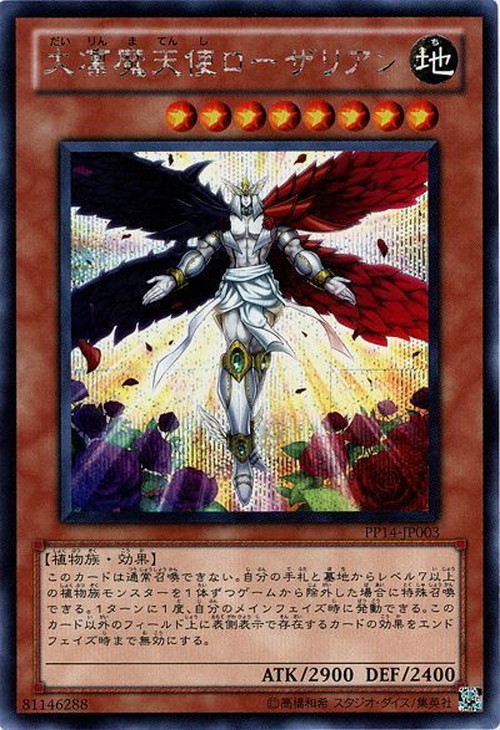 だいりんまてんし
大凛魔天使ローザリアン
ち
地
PP14-JP003
【植物族・効果】
このカードは通常召喚できない。自分の手札と墓地からレベル7以上
の植物族モンスターを1体ずつゲームから除外した場合に特殊召喚
できる。1ターンに1度、自分のメインフェイズ時に発動できる。この
カード以外のフィールド上に表側表示で存在するカードの効果をエンド
フェイズ時まで無効にする。
ATK/2900 DEF/2400
81146288
©高橋和希 スタジオ・ダイス/集英社